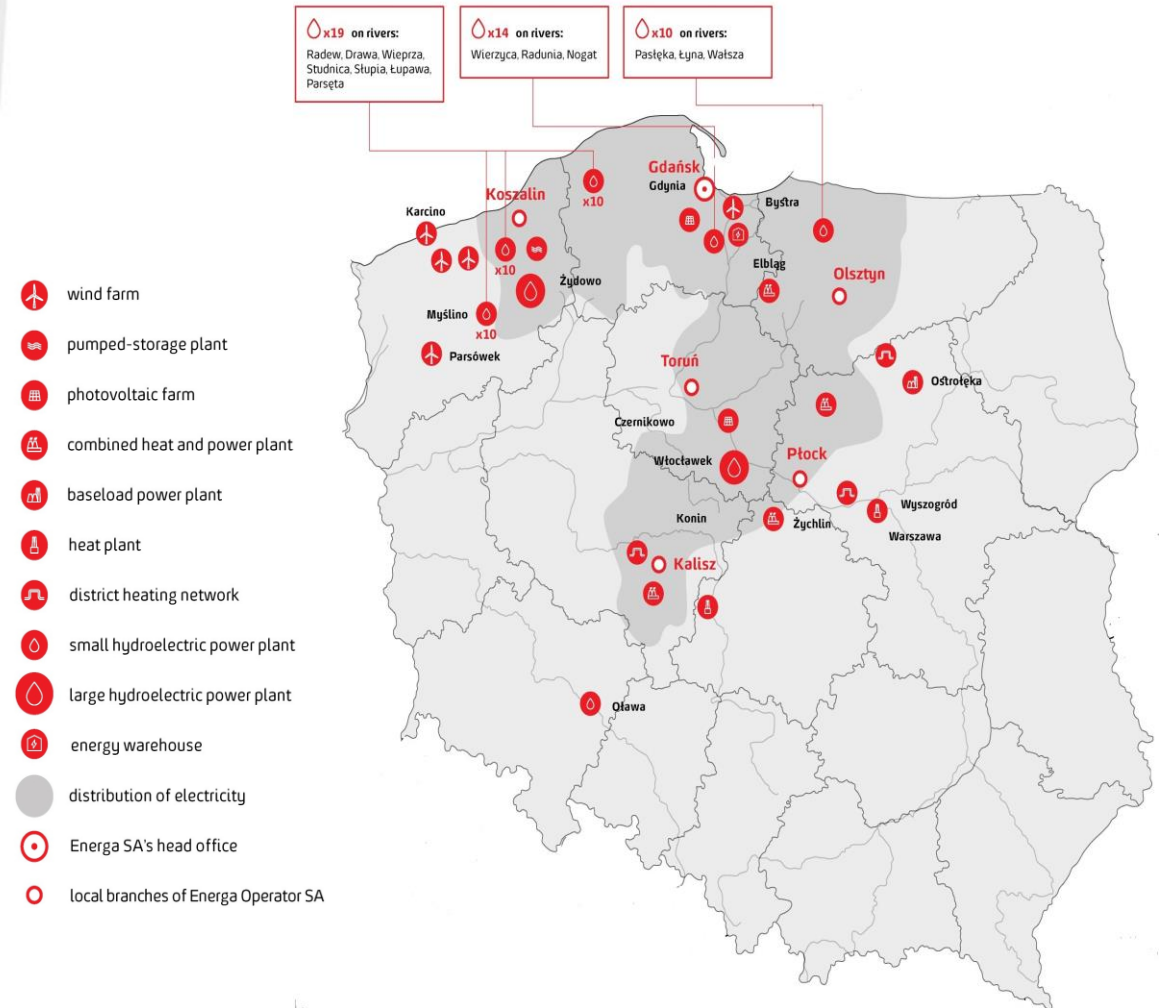 x19 on rivers:
Radew, Drawa, Wieprza,
Studnica, Słupia, Łupawa,
Parsęta
x14 on rivers:
Wierzyca, Radunia, Nogat
x10 on rivers:
Pasłęka, Łyna, Wałsza
Gdańsk
Gdynia
Koszalin
x10
Bystra
Karcino
x10
Elbląg
Olsztyn
Żydowo
Myślino
x10
Parsówek
Toruń
Ostrołęka
Czernikowo
Włocławek
Płock
Wyszogród
Konin
Żychlin
Warszawa
Kalisz
Oława
wind farm
pumped-storage plant
photovoltaic farm
combined heat and power plant
baseload power plant
heat plant
district heating network
small hydroelectric power plant
large hydroelectric power plant
energy warehouse
distribution of electricity
Energa SA's head office
local branches of Energa Operator SA